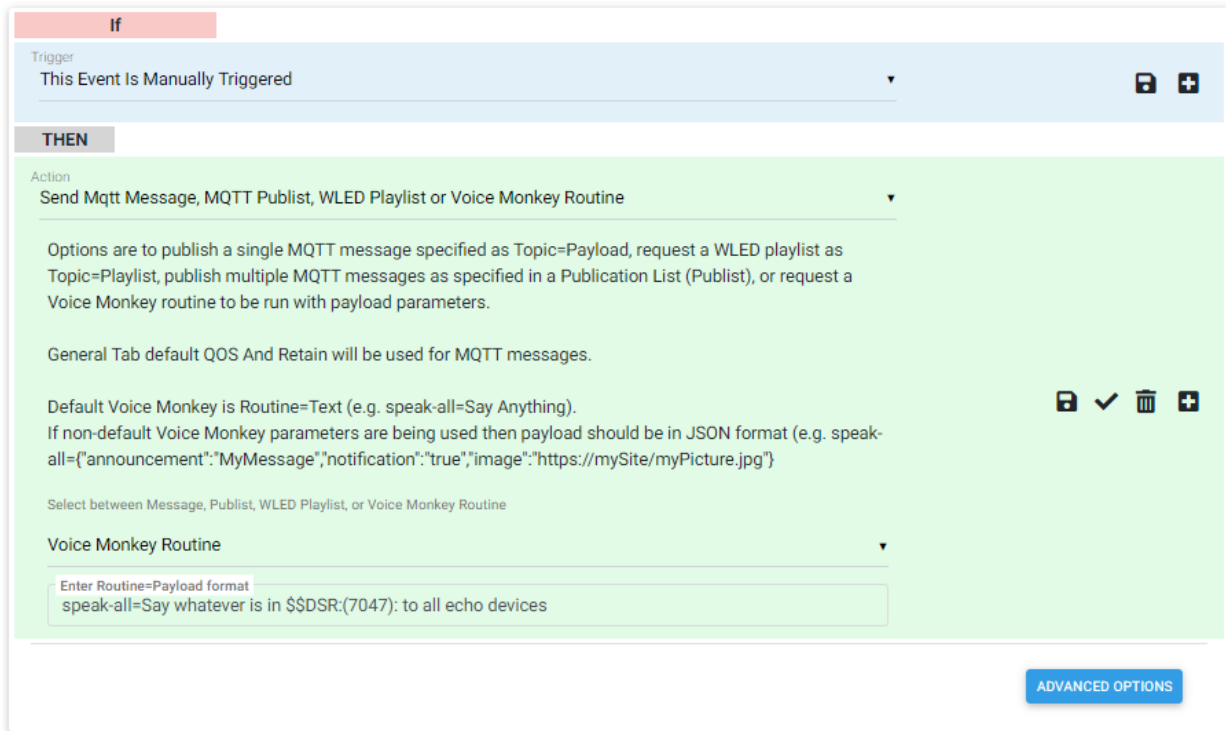 If
Trigger
This Event Is Manually Triggered
THEN
Action
Send Mqtt Message, MQTT Publist, WLED Playlist or Voice Monkey Routine
Options are to publish a single MQTT message specified as Topic=Payload, request a WLED playlist as
Topic=Playlist, publish multiple MQTT messages as specified in a Publication List (Publist), or request a
Voice Monkey routine to be run with payload parameters.
General Tab default QOS And Retain will be used for MQTT messages.
Default Voice Monkey is Routine=Text (e.g. speak-all=Say Anything).
If non-default Voice Monkey parameters are being used then payload should be in JSON format (e.g. speak-
all={"announcement":"MyMessage","notification":"true","image":"https://mySite/myPicture.jpg"}
Select between Message, Publist, WLED Playlist, or Voice Monkey Routine
Voice Monkey Routine
Enter Routine=Payload format
speak-all=Say whatever is in $$DSR:(7047): to all echo devices
ADVANCED OPTIONS